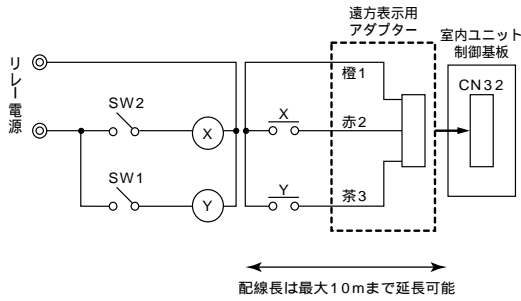 遠方表示用
アダプター
室内ユニット
制御基板
リレー電源
橙1
CN32
SW2
X
X
赤2
SW1
Y
Y
茶3
配線長は最大10mまで延長可能